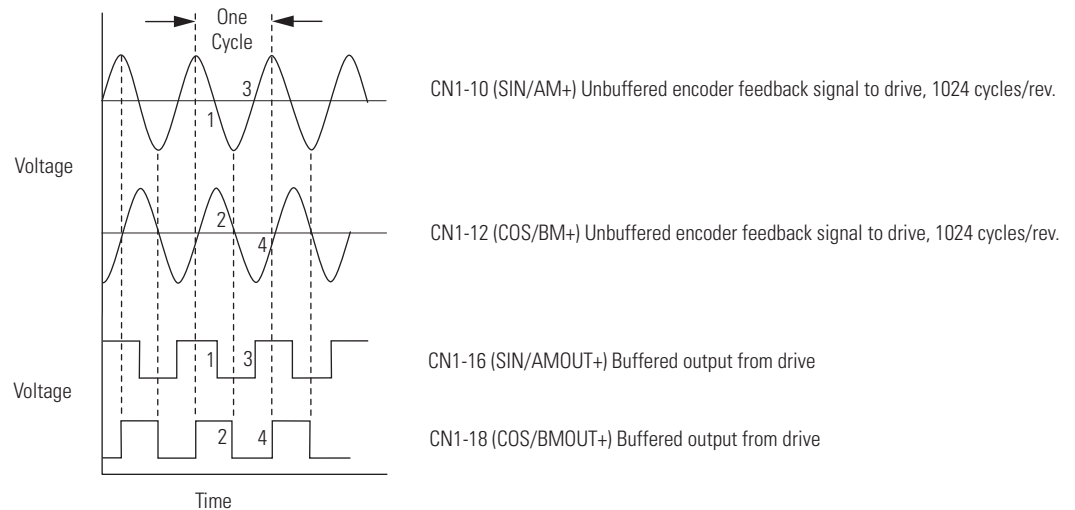 One
Cycle
3
CN1-10 (SIN/AM+) Unbuffered encoder feedback signal to drive, 1024 cycles/rev.
1
Voltage
2
CN1-12 (COS/BM+) Unbuffered encoder feedback signal to drive, 1024 cycles/rev.
4
1 3
CN1-16 (SIN/AMOUT+) Buffered output from drive
Voltage
2 4
CN1-18 (COS/BMOUT+) Buffered output from drive
Time